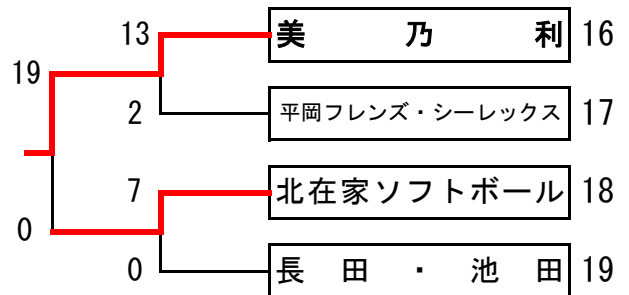 13 美乃利 16
19
2 平岡フレンズ・シーレックス 17
7 北在家ソフトボール 18
0
0 長田・池田 19